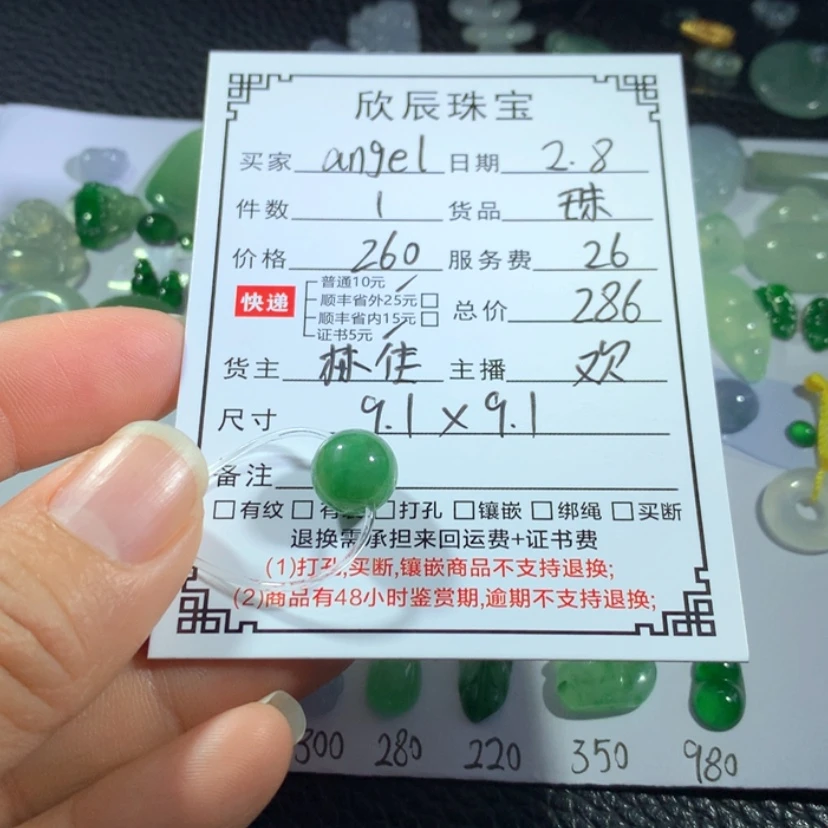 欣辰珠宝
买家 angel 日期 2.8
件数 1 货品 珠
价格 260 服务费 26
快递
普通10元
顺丰省外25元□
顺丰省内15元□
证书5元
总价 286
货主 林佳 主播 欢
尺寸 9.1 x 9.1
备注
□有纹 □有 □打孔 □镶嵌 □绑绳 □买断
退换需承担来回运费+证书费
(1)打孔,买断,镶嵌商品不支持退换;
(2)商品有48小时鉴赏期,逾期不支持退换;
300 280 220 350 980